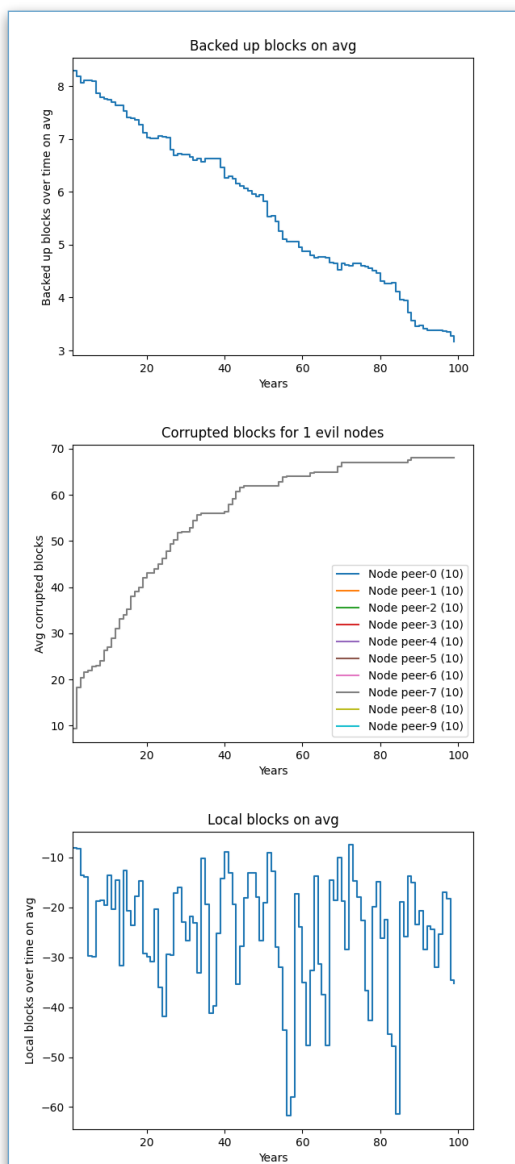 Backed up blocks on avg
Backed up blocks over time on avg
8
7
6
5
4
3
20 40 60 80 100
Years
Corrupted blocks for 1 evil nodes
Avg corrupted blocks
70
60
50
40
30
20
10
Node peer-0 (10)
Node peer-1 (10)
Node peer-2 (10)
Node peer-3 (10)
Node peer-4 (10)
Node peer-5 (10)
Node peer-6 (10)
Node peer-7 (10)
Node peer-8 (10)
Node peer-9 (10)
20 40 60 80 100
Years
Local blocks on avg
Local blocks over time on avg
−10
−20
−30
−40
−50
−60
20 40 60 80 100
Years